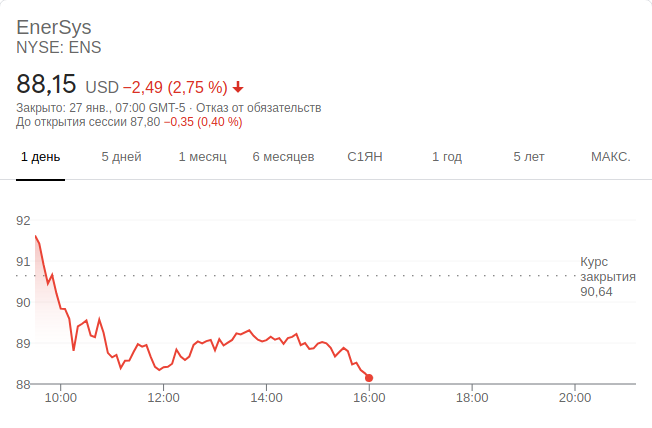 EnerSys
NYSE: ENS
88,15 USD −2,49 (2,75 %)
Закрыто: 27 янв., 07:00 GMT-5 · Отказ от обязательств
До открытия сессии 87,80 −0,35 (0,40 %)
1 день 5 дней 1 месяц 6 месяцев С1ЯН 1 год 5 лет МАКС.
92
91
90
89
88
Курс
закрытия
90,64
10:00 12:00 14:00 16:00 18:00 20:00